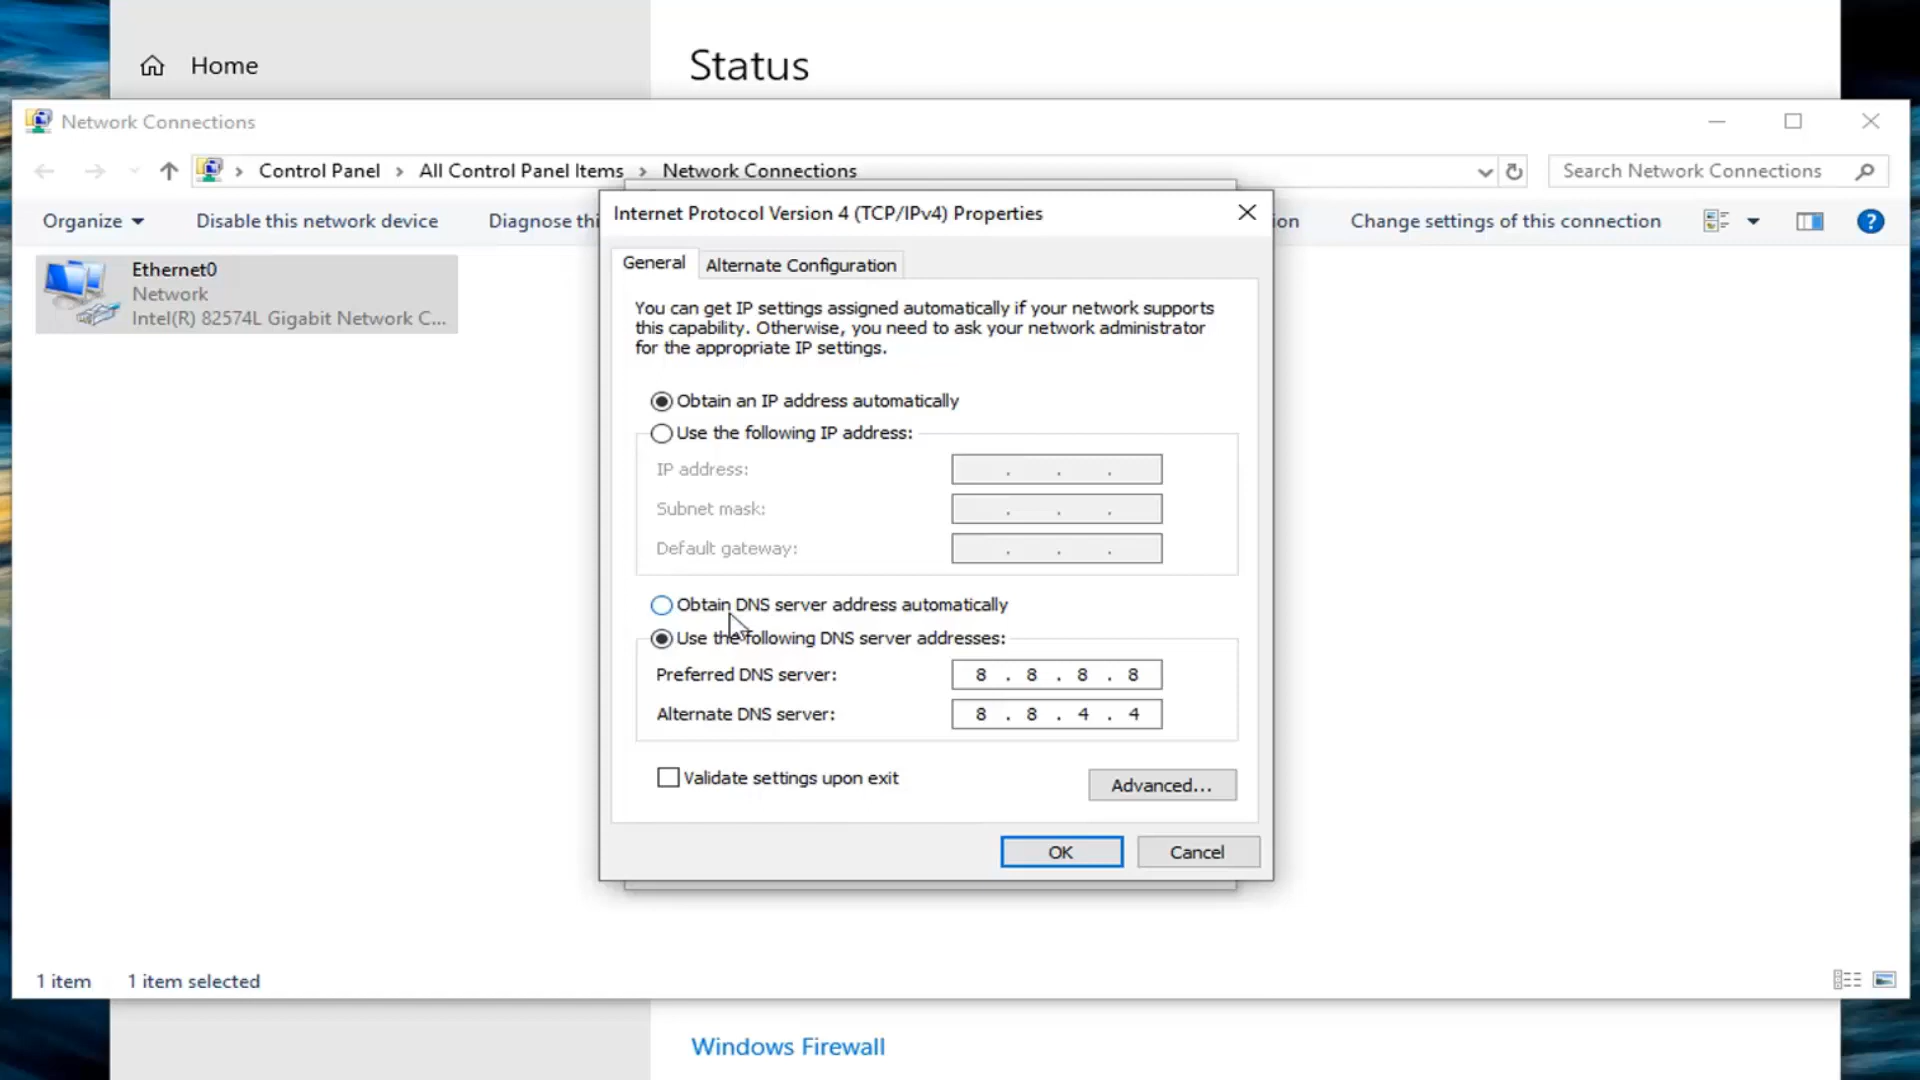 Home
Status
Network Connections
Control Panel
All Control Panel Items
Network Connections
Search Network Connections
Organize
Disable this network device
Diagnose thi
ion
Change settings of this connection
Ethernet0
Network
Intel(R) 82574L Gigabit Network C...
Internet Protocol Version 4 (TCP/IPv4) Properties
General
Alternate Configuration
You can get IP settings assigned automatically if your network supports
this capability. Otherwise, you need to ask your network administrator
for the appropriate IP settings.
Obtain an IP address automatically
Use the following IP address:
IP address: . . .
Subnet mask: . . .
Default gateway: . . .
Obtain DNS server address automatically
Use the following DNS server addresses:
Preferred DNS server: 8 . 8 . 8 . 8
Alternate DNS server: 8 . 8 . 4 . 4
Validate settings upon exit
Advanced...
OK
Cancel
1 item
1 item selected
Windows Firewall